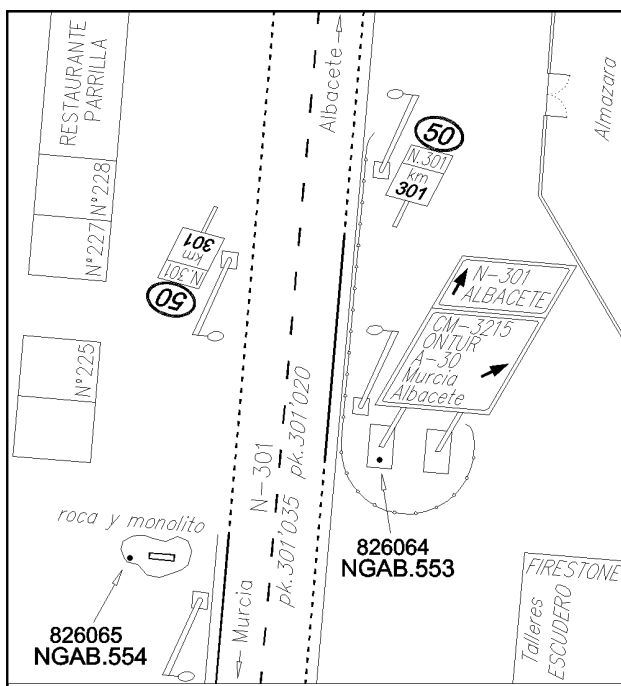 RESTAURANTE
PARRILLA
Nº228
Nº227
Nº225
Albacete
50
N.301
km
301
Almazara
N.301
km
301
50
N-301
ALBACETE
CM-3215
ONTUR
A-30
Murcia
Albacete
N-301
pk.301'020
pk.301'035
roca y monolito
826064
NGAB.553
826065
NGAB.554
Murcia
FIRESTONE
Talleres
ESCUDERO